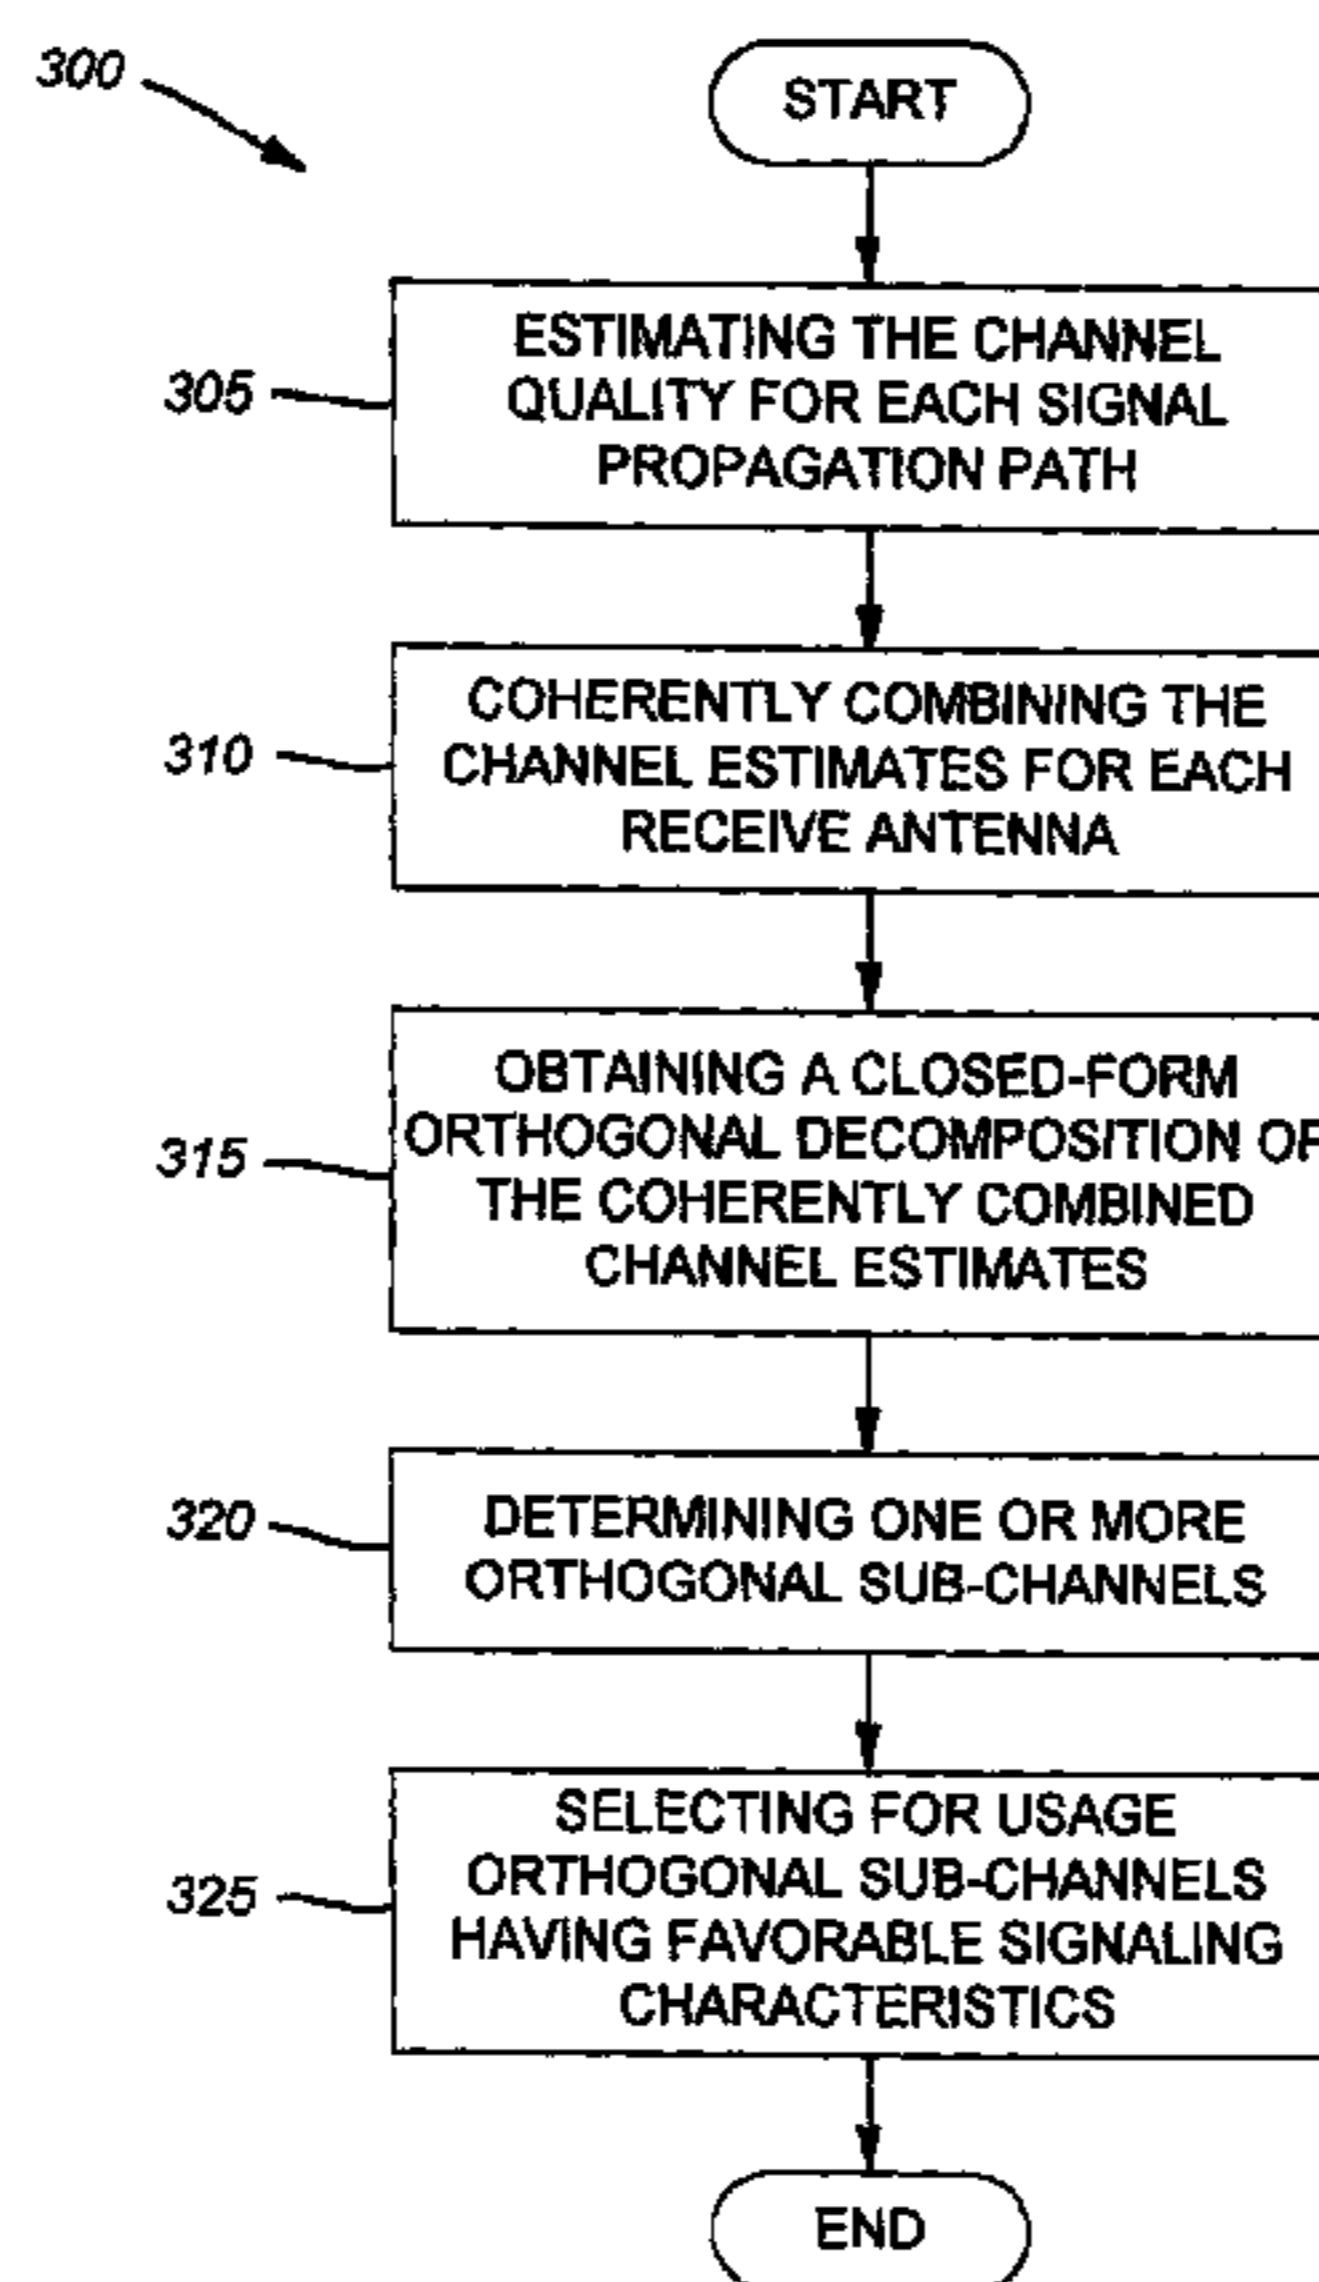 300
START
305
ESTIMATING THE CHANNEL
QUALITY FOR EACH SIGNAL
PROPAGATION PATH
310
COHERENTLY COMBINING THE
CHANNEL ESTIMATES FOR EACH
RECEIVE ANTENNA
315
OBTAINING A CLOSED-FORM
ORTHOGONAL DECOMPOSITION OF
THE COHERENTLY COMBINED
CHANNEL ESTIMATES
320
DETERMINING ONE OR MORE
ORTHOGONAL SUB-CHANNELS
325
SELECTING FOR USAGE
ORTHOGONAL SUB-CHANNELS
HAVING FAVORABLE SIGNALING
CHARACTERISTICS
END